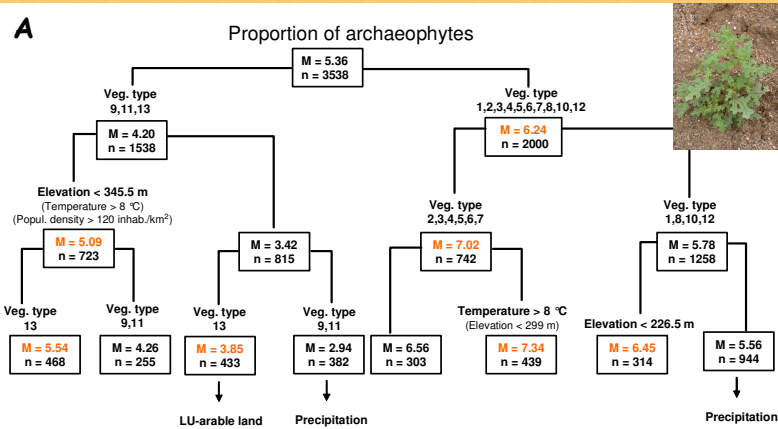 A
Proportion of archaeophytes
M = 5.36
n = 3538
Veg. type
9,11,13
Veg. type
1,2,3,4,5,6,7,8,10,12
M = 4.20
n = 1538
M = 6.24
n = 2000
Elevation < 345.5 m
(Temperature > 8 °C)
(Popul. density > 120 inhab./km²)
Veg. type
2,3,4,5,6,7
Veg. type
1,8,10,12
M = 5.09
n = 723
M = 3.42
n = 815
M = 7.02
n = 742
M = 5.78
n = 1258
Veg. type
13
Veg. type
9,11
Veg. type
13
Veg. type
9,11
Temperature > 8 °C
(Elevation < 299 m)
Elevation < 226.5 m
M = 5.54
n = 468
M = 4.26
n = 255
M = 3.85
n = 433
M = 2.94
n = 382
M = 6.56
n = 303
M = 7.34
n = 439
M = 6.45
n = 314
M = 5.56
n = 944
LU-arable land
Precipitation
Precipitation